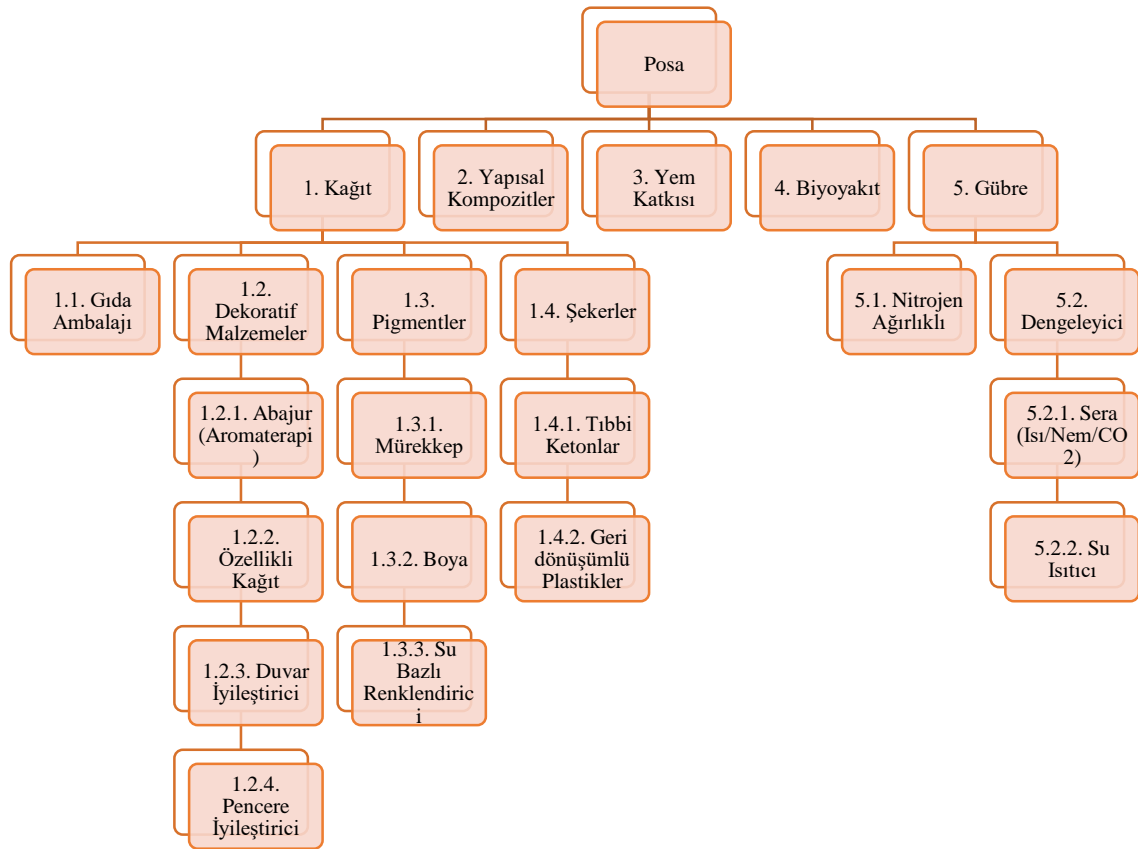 Posa
1. Kağıt
2. Yapısal
Kompozitler
3. Yem
Katkısı
4. Biyoyakıt
5. Gübre
1.1. Gıda
Ambalajı
1.2.
Dekoratif
Malzemeler
1.3.
Pigmentler
1.4. Şekerler
5.1. Nitrojen
Ağırlıklı
5.2.
Dengeleyici
1.2.1. Abajur
(Aromaterapi
)
1.3.1.
Mürekkep
1.4.1. Tıbbi
Ketonlar
5.2.1. Sera
(Isı/Nem/CO
2)
1.2.2.
Özellikli
Kağıt
1.3.2. Boya
1.4.2. Geri
dönüşümlü
Plastikler
5.2.2. Su
Isıtıcı
1.2.3. Duvar
İyileştirici
1.3.3. Su
Bazlı
Renklendiric
i
1.2.4.
Pencere
İyileştirici